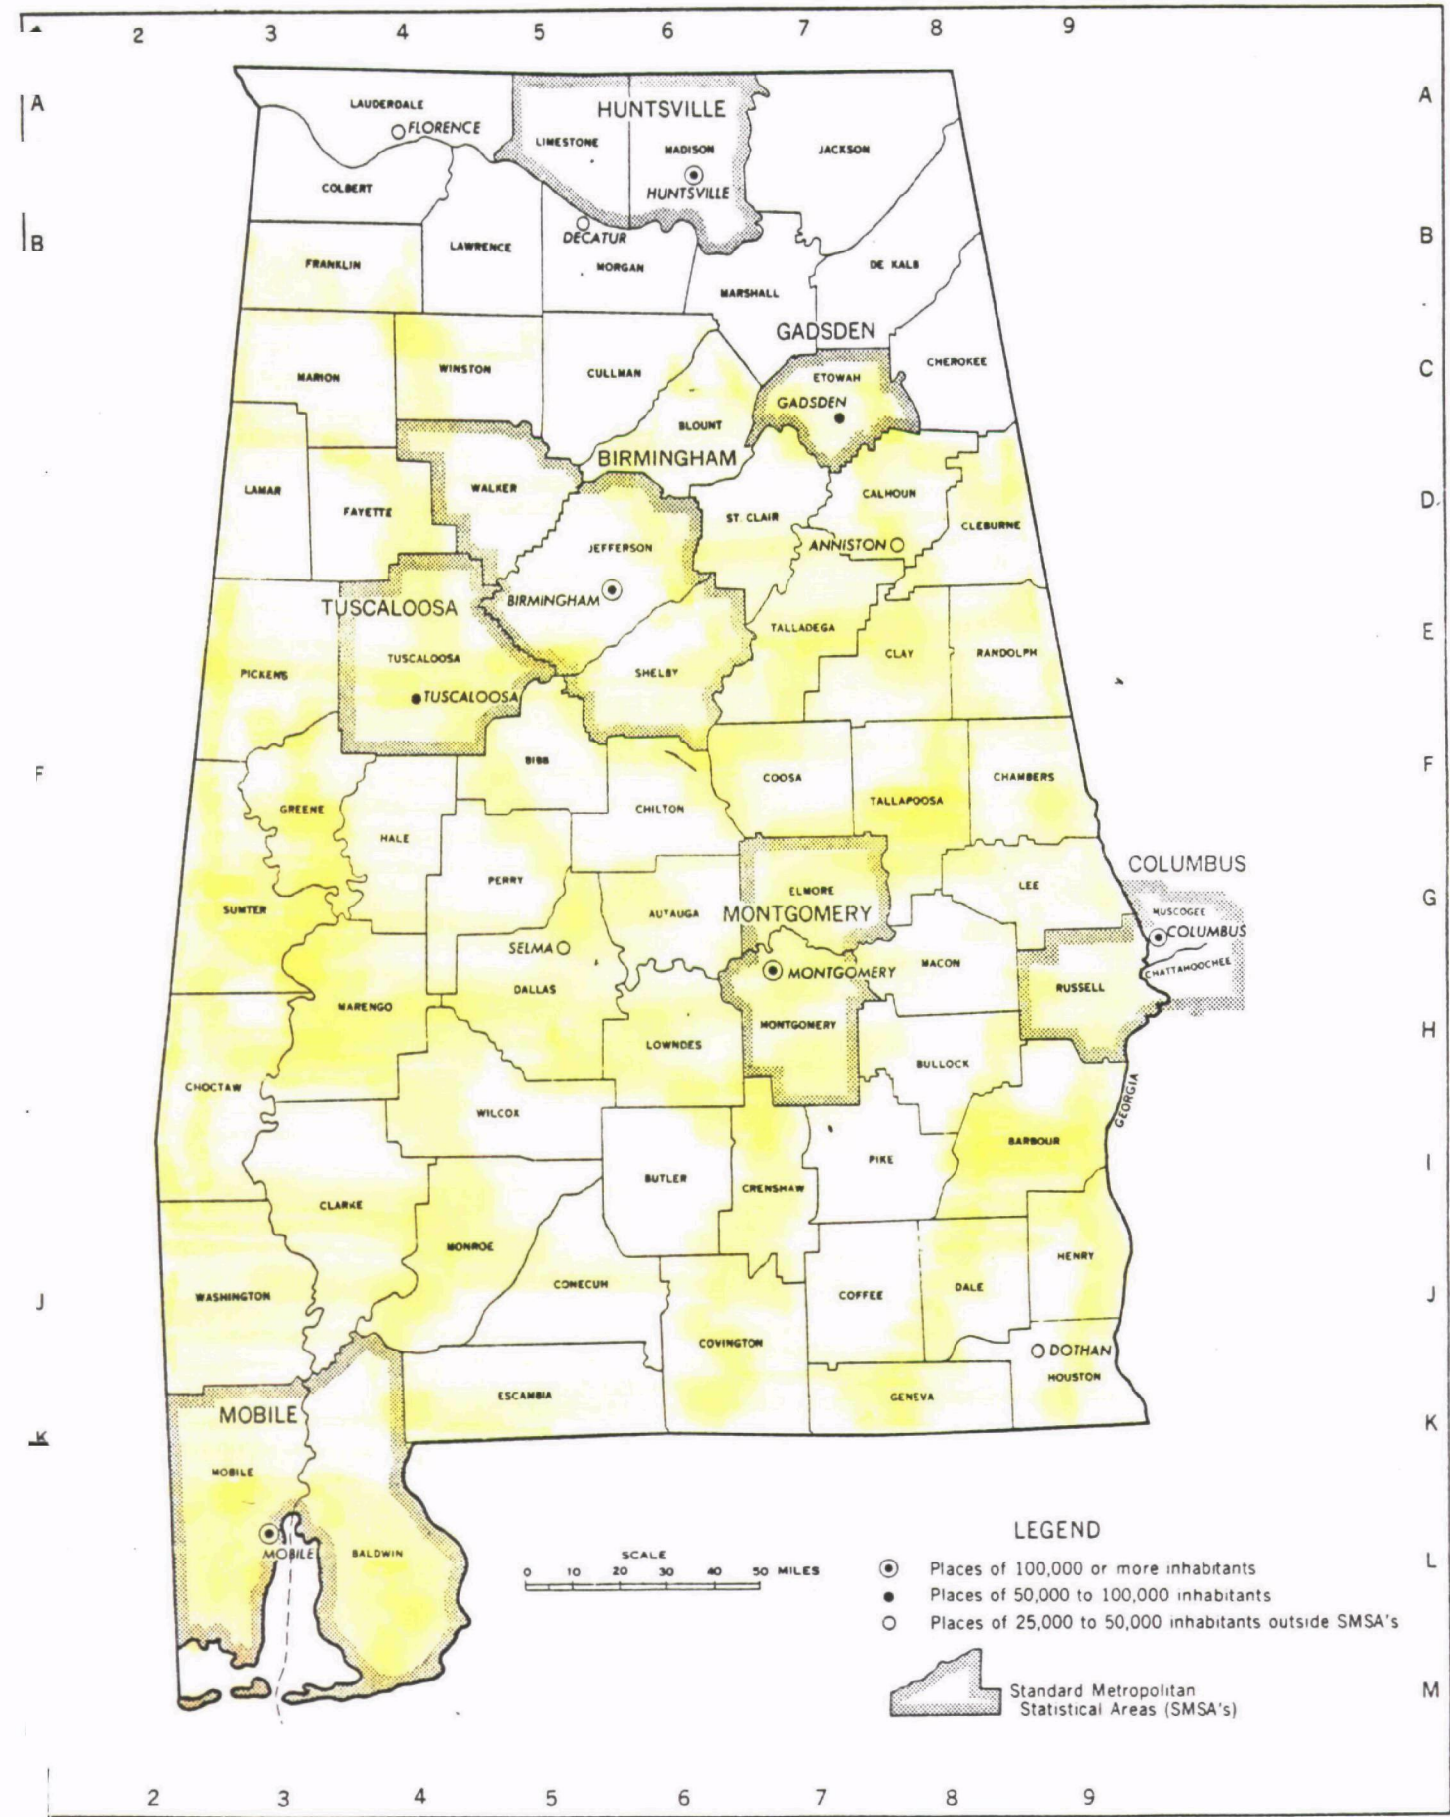 2 3 4 5 6 7 8 9
A A
LAUDERDALE
HUNTSVILLE
FLORENCE
LIMESTONE
MADISON
JACKSON
COLBERT
HUNTSVILLE
B B
DECATUR
LAWRENCE
FRANKLIN
MORGAN
DE KALB
MARSHALL
GADSDEN
CHEROKEE
C
MARION
WINSTON
CULLMAN
ETOWAH
GADSDEN
BLOUNT
BIRMINGHAM
LAMAR
WALKER
CALHOUN
D
FAYETTE
ST. CLAIR
CLEBURNE
JEFFERSON
ANNISTON
BIRMINGHAM
TUSCALOOSA
TALLADEGA
E
TUSCALOOSA
CLAY
RANDOLPH
PICKENS
SHELBY
TUSCALOOSA
BIBB
F F
COOSA
CHAMBERS
GREENE
CHILTON
TALLAPOOSA
HALE
COLUMBUS
PERRY
ELMORE
LEE
G
SUMTER
AUTAUGA
MONTGOMERY
MUSCOGEE
COLUMBUS
SELMA
MACON
CHATTAHOOCHEE
MONTGOMERY
DALLAS
RUSSELL
MARENGO
MONTGOMERY
H
LOWNDES
BULLOCK
CHOCTAW
GEORGIA
WILCOX
BARBOUR
PIKE
I
BUTLER
CRENSHAW
CLARKE
MONROE
HENRY
CONECUH
DALE
WASHINGTON
COFFEE
J J
COVINGTON
DOTHAN
HOUSTON
ESCAMBIA
GENEVA
MOBILE
K K
MOBILE
MOBILE
BALDWIN
L
SCALE
0 10 20 30 40 50 MILES
LEGEND
Places of 100,000 or more inhabitants
Places of 50,000 to 100,000 inhabitants
Places of 25,000 to 50,000 inhabitants outside SMSA's
Standard Metropolitan
Statistical Areas (SMSA's)
M
2 3 4 5 6 7 8 9